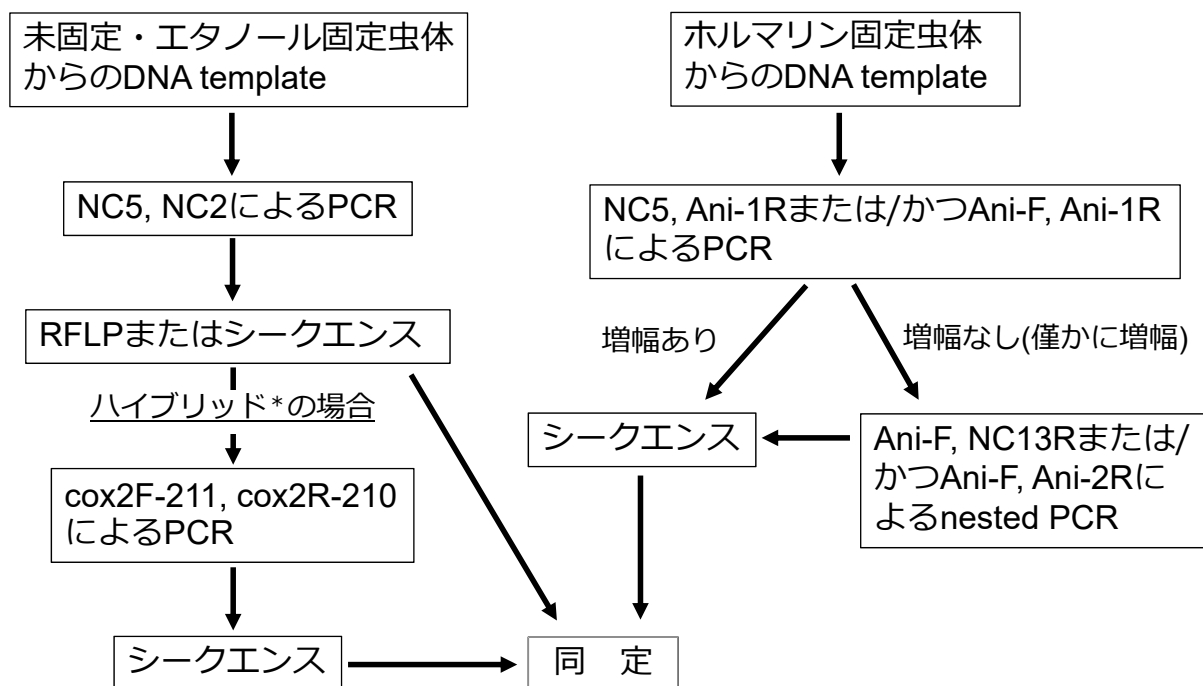 未固定・エタノール固定虫体
からのDNA template
NC5, NC2によるPCR
RFLPまたはシークエンス
ハイブリッド*の場合
cox2F-211, cox2R-210
によるPCR
シークエンス
ホルマリン固定虫体
からのDNA template
NC5, Ani-1Rまたは/かつAni-F, Ani-1R
によるPCR
増幅あり
増幅なし(僅かに増幅)
シークエンス
Ani-F, NC13Rまたは/
かつAni-F, Ani-2Rに
よるnested PCR
同　定